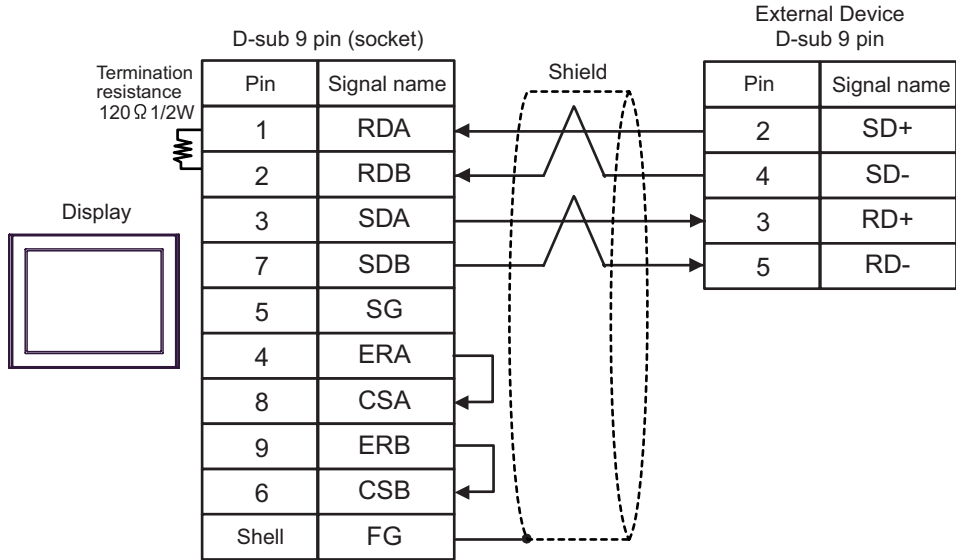 External Device
D-sub 9 pin (socket)
D-sub 9 pin
Termination
resistance
120Ω 1/2W
Shield
Pin Signal name
Pin Signal name
1 RDA
2 SD+
2 RDB
4 SD-
3 SDA
3 RD+
7 SDB
5 RD-
Display
5 SG
4 ERA
8 CSA
9 ERB
6 CSB
Shell FG